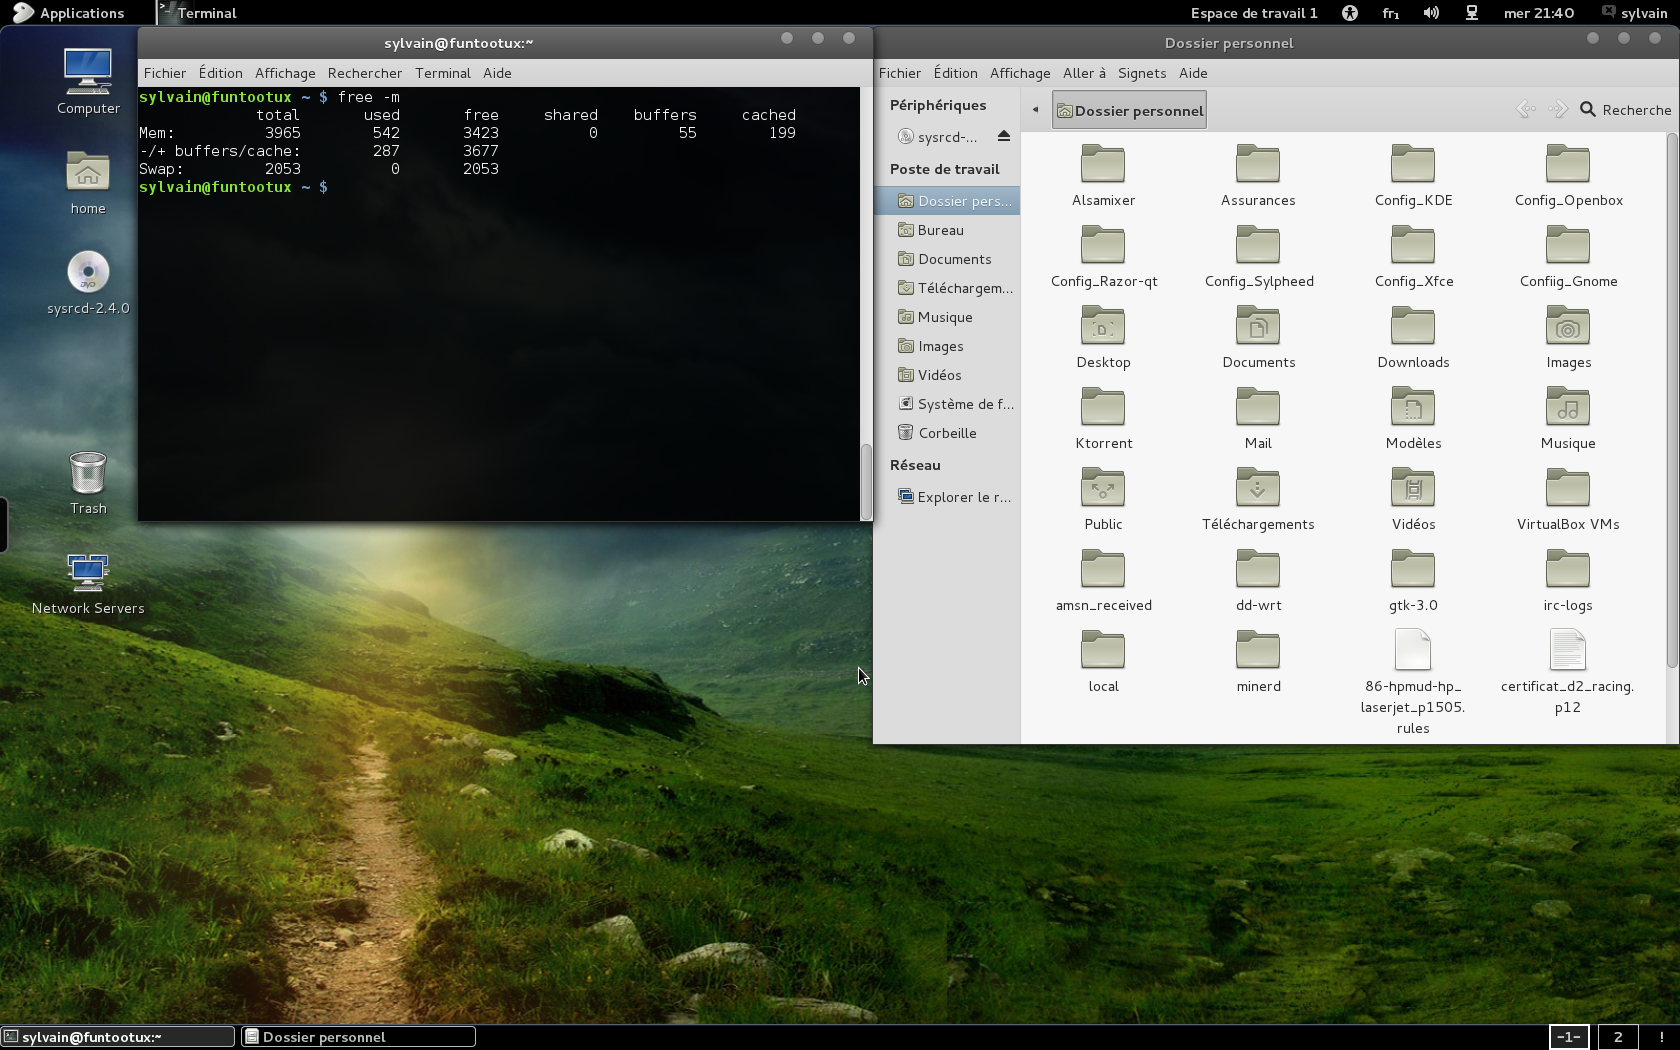 Applications
Terminal
Espace de travail 1
fr₁
mer 21:40
sylvain
Computer
home
DVD
sysrcd-2.4.0
Trash
Network Servers
sylvain@funtootux:~
Fichier Édition Affichage Rechercher Terminal Aide
sylvain@funtootux ~ $ free -m
total used free shared buffers cached
Mem: 3965 542 3423 0 55 199
-/+ buffers/cache: 287 3677
Swap: 2053 0 2053
sylvain@funtootux ~ $
Dossier personnel
Fichier Édition Affichage Aller à Signets Aide
Périphériques
sysrcd-...
Poste de travail
Dossier pers...
Bureau
Documents
Téléchargem...
Musique
Images
Vidéos
Système de f...
Corbeille
Réseau
Explorer le r...
Dossier personnel
Recherche
Alsamixer Assurances Config_KDE Config_Openbox
Config_Razor-qt Config_Sylpheed Config_Xfce Confiig_Gnome
Desktop Documents Downloads Images
Ktorrent Mail Modèles Musique
Public Téléchargements Vidéos VirtualBox VMs
amsn_received dd-wrt gtk-3.0 irc-logs
local minerd 86-hpmud-hp_ certificat_d2_racing.
laserjet_p1505. p12
rules
sylvain@funtootux:~
Dossier personnel
-1-
2
!